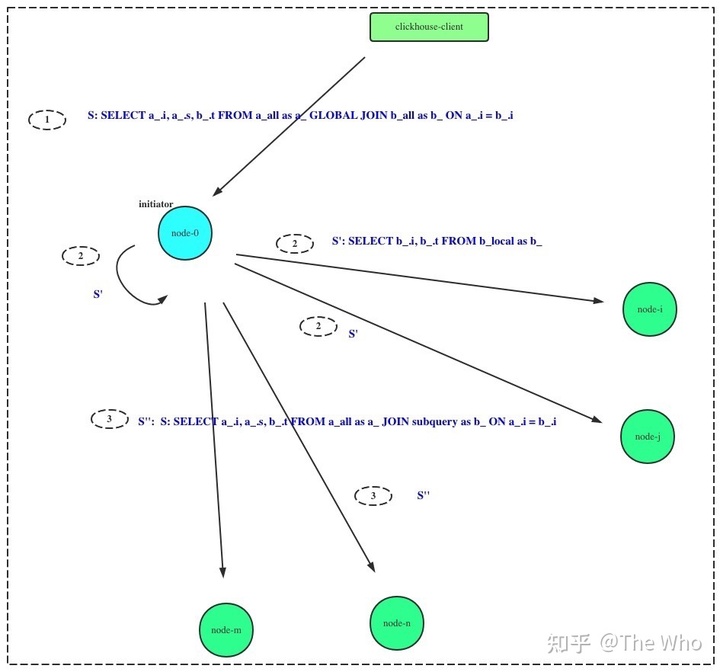 clickhouse-client
1 S: SELECT a_.i, a_.s, b_.t FROM a_all as a_ GLOBAL JOIN b_all as b_ ON a_.i = b_.i
initiator
node-0
2 S': SELECT b_.i, b_.t FROM b_local as b_
2
S'
node-i
2 S'
3 S'': S: SELECT a_.i, a_.s, b_.t FROM a_all as a_ JOIN subquery as b_ ON a_.i = b_.i
node-j
3 S''
node-m
node-n
知乎 @The Who